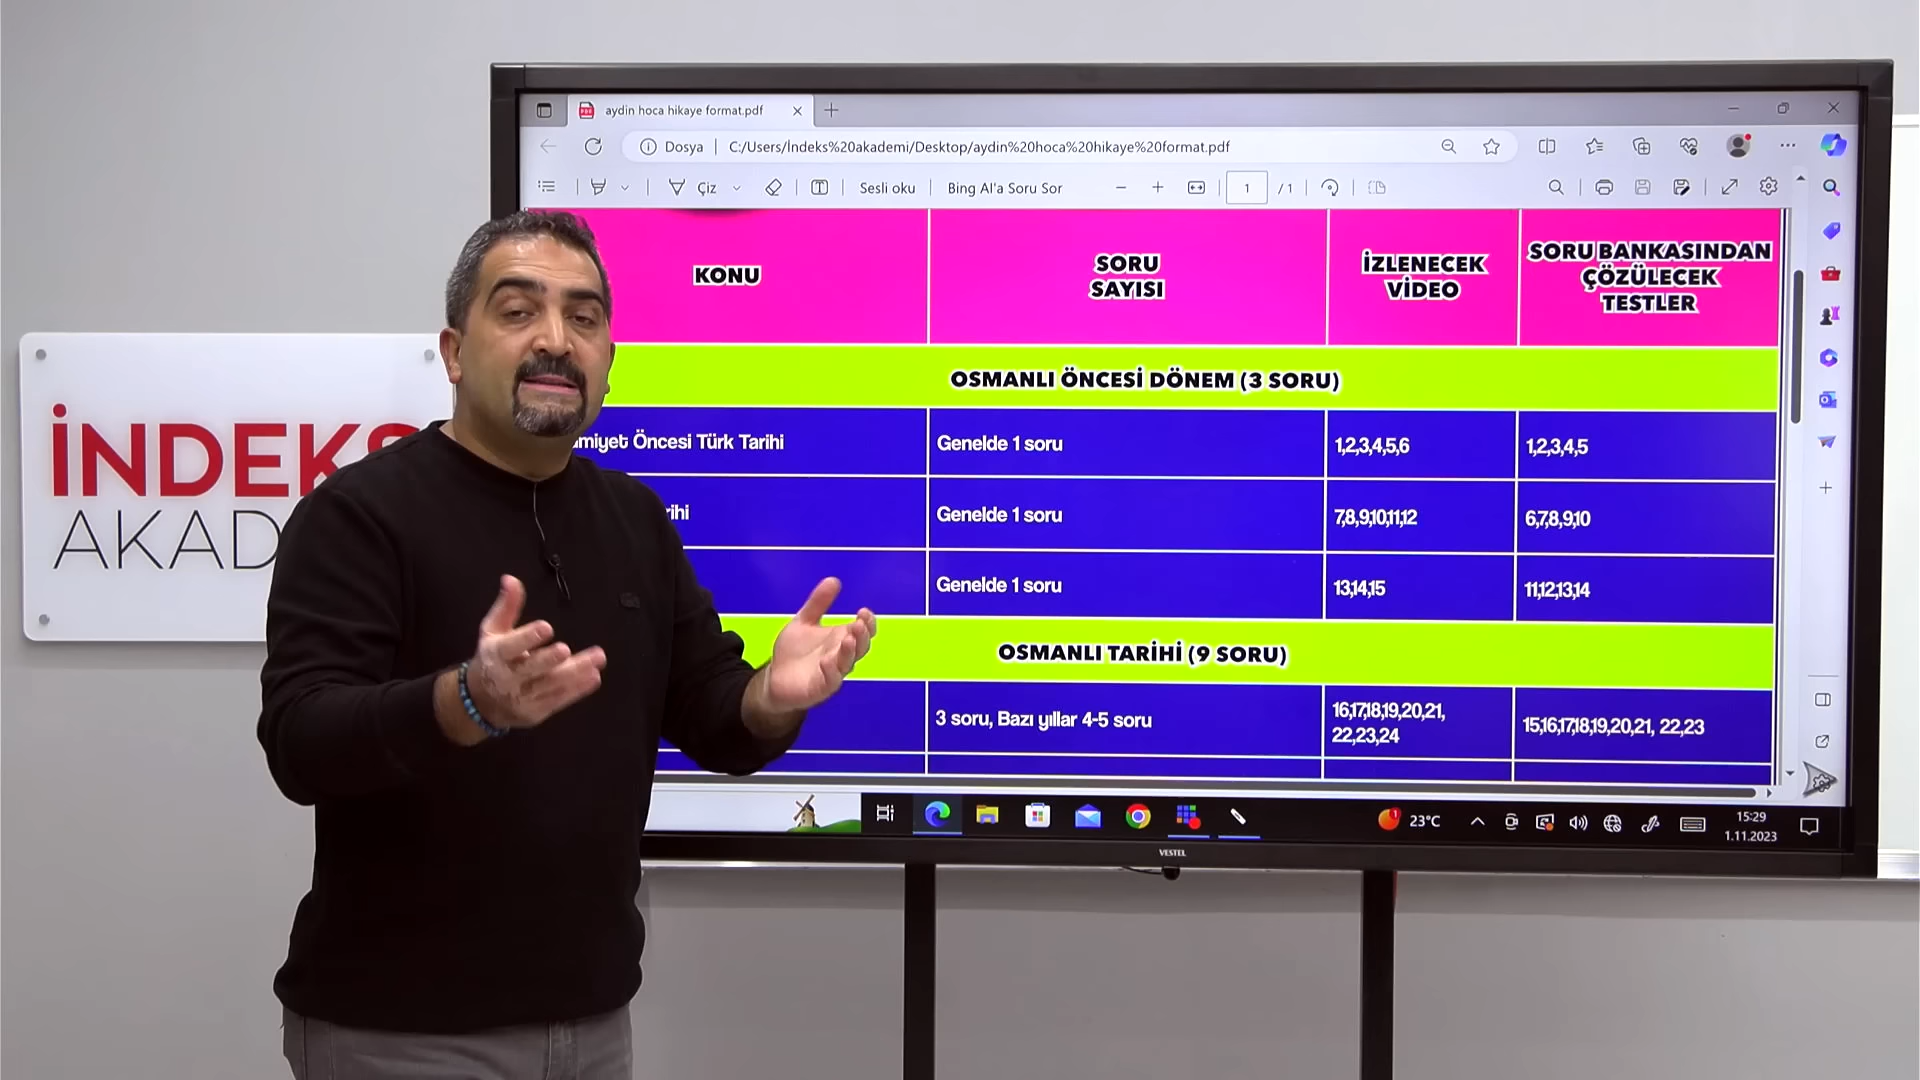 aydin hoca hikaye format.pdf
Dosya
C:/Users/İndeks%20akademi/Desktop/aydin%20hoca%20hikaye%20format.pdf
Çiz
Sesli oku
Bing AI'a Soru Sor
1
/1
KONU
SORU
SAYISI
İZLENECEK
VİDEO
SORU BANKASINDAN
ÇÖZÜLECEK
TESTLER
OSMANLI ÖNCESİ DÖNEM (3 SORU)
Öncesi Türk Tarihi
Genelde 1 soru
1,2,3,4,5,6
1,2,3,4,5
Genelde 1 soru
7,8,9,10,11,12
6,7,8,9,10
Genelde 1 soru
13,14,15
11,12,13,14
OSMANLI TARİHİ (9 SORU)
3 soru, Bazı yıllar 4-5 soru
16,17,18,19,20,21,
22,23,24
15,16,17,18,19,20,21, 22,23
İNDEKS
AKAD
23°C
15:29
1.11.2023
VESTEL